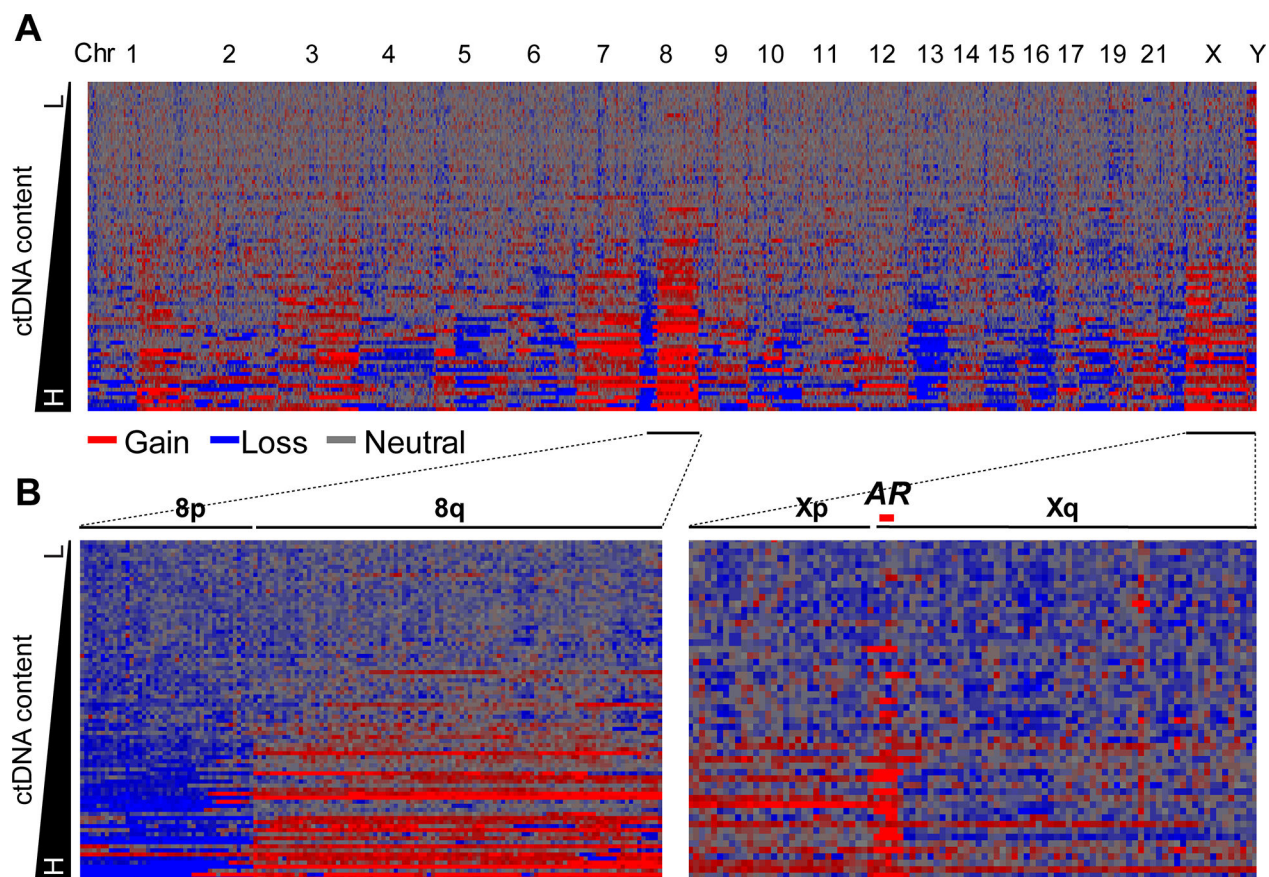 A
Chr 1 2 3 4 5 6 7 8 9 10 11 12 13 14 15 16 17 19 21 X Y
L
ctDNA content
H
Gain Loss Neutral
B
8p 8q Xp AR Xq
L
ctDNA content
H